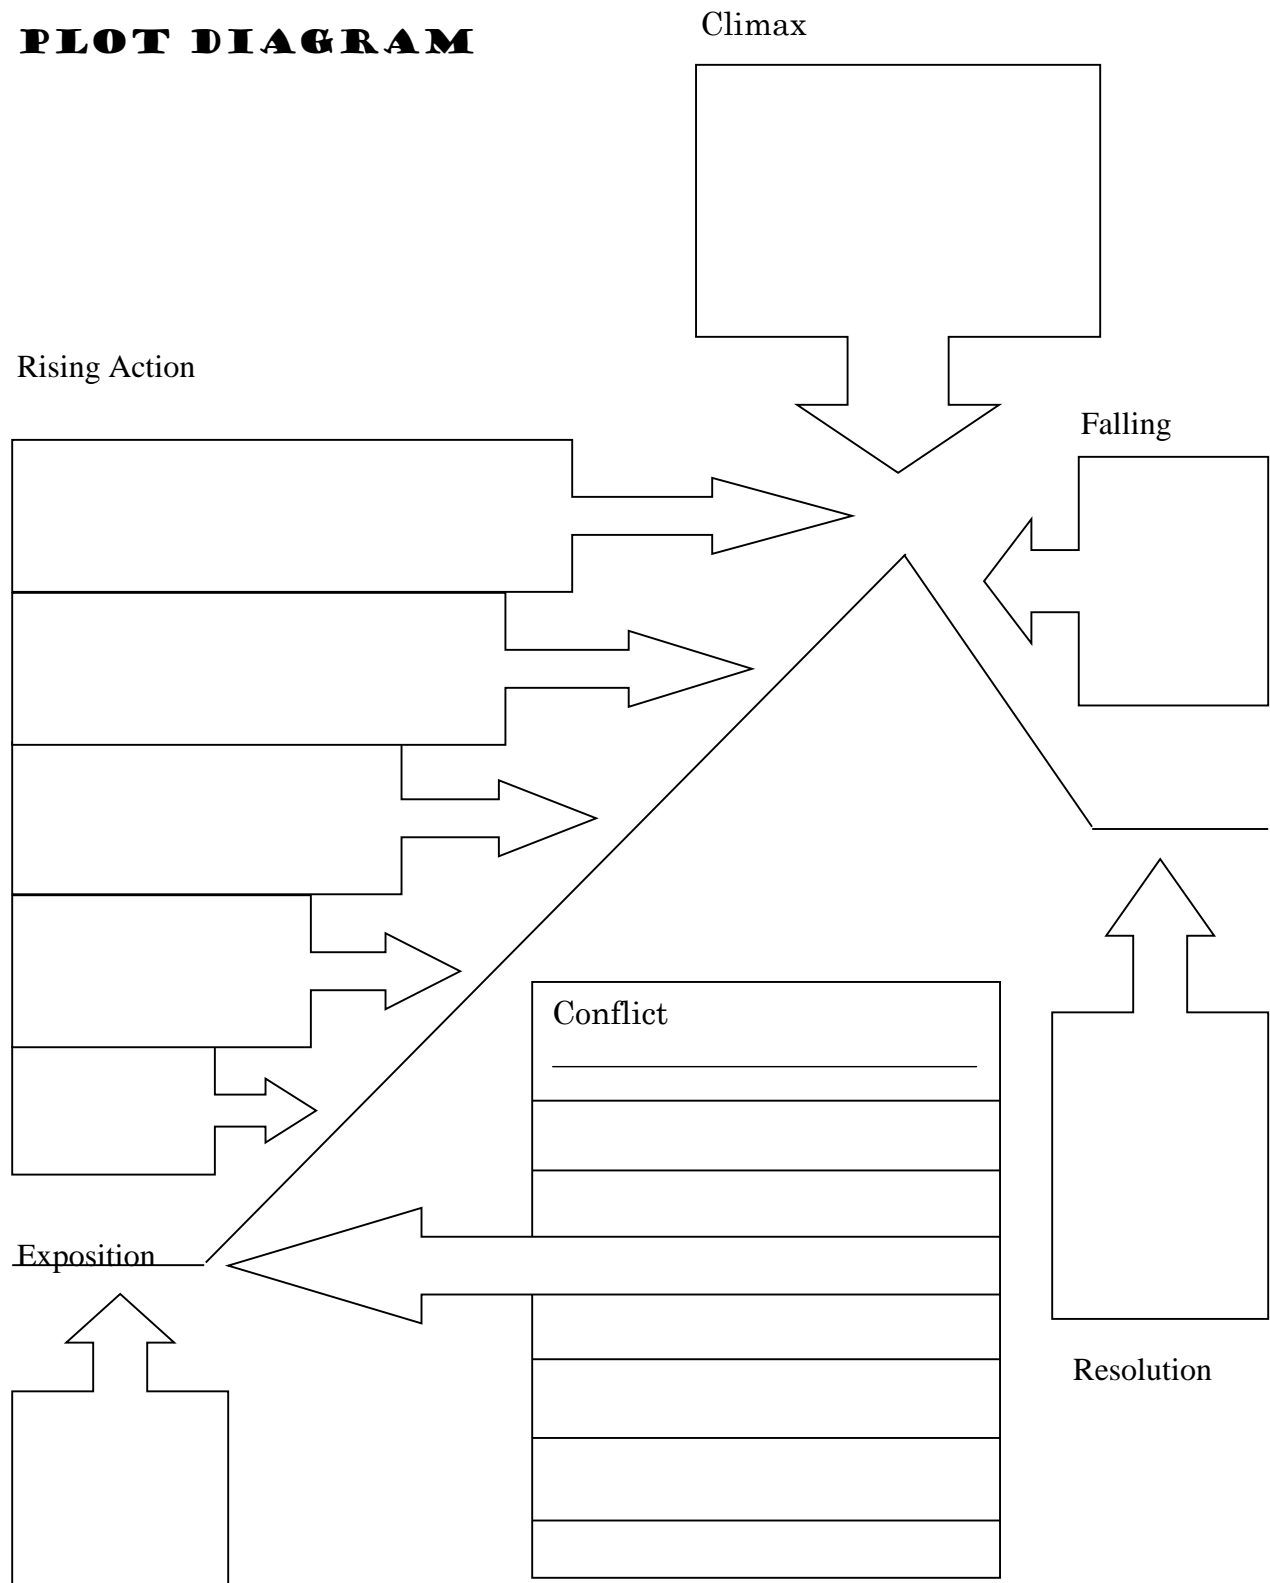 PLOT DIAGRAM
Climax
Rising Action
Falling
Conflict
Exposition
Resolution